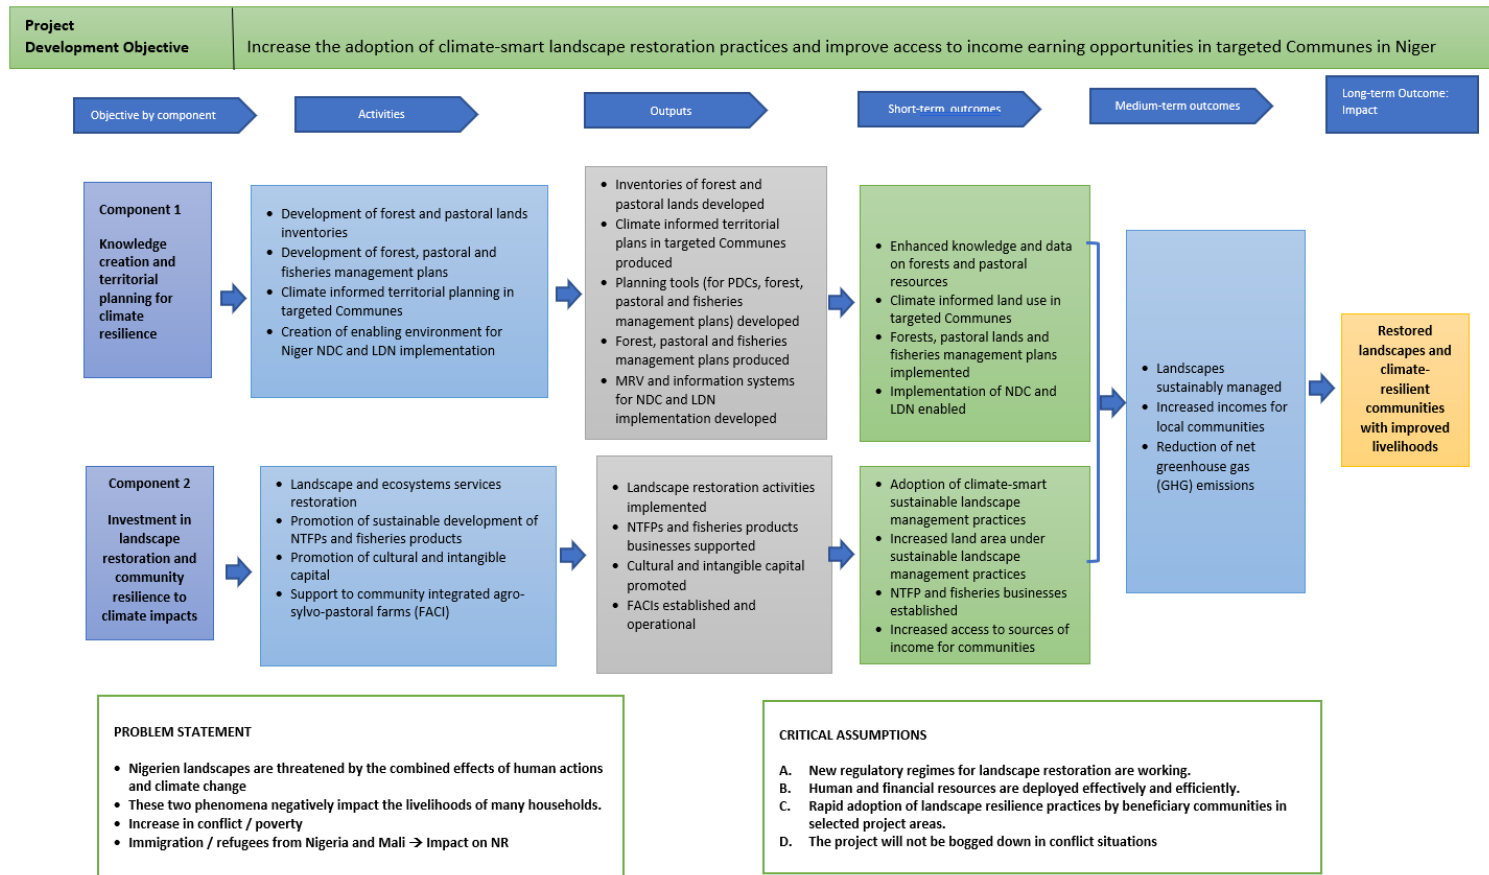 Project
Development Objective
Increase the adoption of climate-smart landscape restoration practices and improve access to income earning opportunities in targeted Communes in Niger
Objective by component
Activities
Outputs
Short-term outcomes
Medium-term outcomes
Long-term Outcome:
Impact
Component 1
Knowledge
creation and
territorial
planning for
climate
resilience
• Development of forest and pastoral lands
inventories
• Development of forest, pastoral and
fisheries management plans
• Climate informed territorial planning in
targeted Communes
• Creation of enabling environment for
Niger NDC and LDN implementation
• Inventories of forest and
pastoral lands developed
• Climate informed territorial
plans in targeted Communes
produced
• Planning tools (for PDCs, forest,
pastoral and fisheries
management plans) developed
• Forest, pastoral and fisheries
management plans produced
• MRV and information systems
for NDC and LDN
implementation developed
• Enhanced knowledge and data
on forests and pastoral
resources
• Climate informed land use in
targeted Communes
• Forests, pastoral lands and
fisheries management plans
implemented
• Implementation of NDC and
LDN enabled
• Landscapes
sustainably managed
• Increased incomes for
local communities
• Reduction of net
greenhouse gas
(GHG) emissions
Restored
landscapes and
climate-
resilient
communities
with improved
livelihoods
Component 2
Investment in
landscape
restoration and
community
resilience to
climate impacts
• Landscape and ecosystems services
restoration
• Promotion of sustainable development of
NTFPs and fisheries products
• Promotion of cultural and intangible
capital
• Support to community integrated agro-
sylvo-pastoral farms (FACI)
• Landscape restoration activities
implemented
• NTFPs and fisheries products
businesses supported
• Cultural and intangible capital
promoted
• FACIs established and
operational
• Adoption of climate-smart
sustainable landscape
management practices
• Increased land area under
sustainable landscape
management practices
• NTFP and fisheries businesses
established
• Increased access to sources of
income for communities
PROBLEM STATEMENT
• Nigerien landscapes are threatened by the combined effects of human actions
and climate change
• These two phenomena negatively impact the livelihoods of many households.
• Increase in conflict / poverty
• Immigration / refugees from Nigeria and Mali → Impact on NR
CRITICAL ASSUMPTIONS
A. New regulatory regimes for landscape restoration are working.
B. Human and financial resources are deployed effectively and efficiently.
C. Rapid adoption of landscape resilience practices by beneficiary communities in
selected project areas.
D. The project will not be bogged down in conflict situations